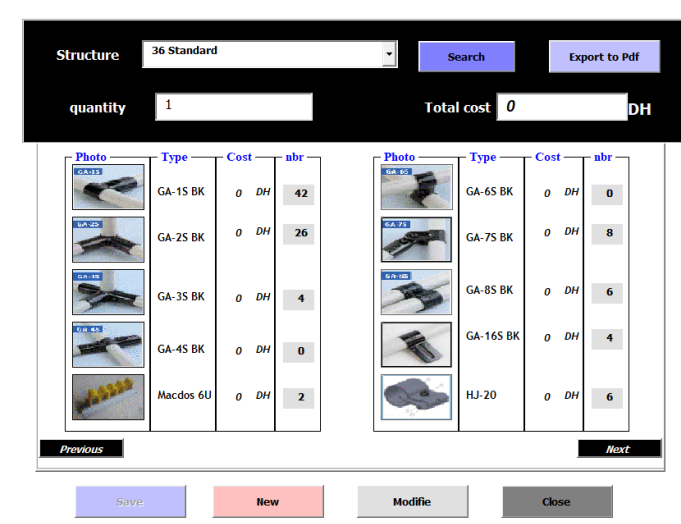 Structure 36 Standard Search Export to Pdf
quantity 1 Total cost 0 DH
Photo Type Cost nbr Photo Type Cost nbr
GA-1S GA-1S BK 0 DH 42 GA-6S GA-6S BK 0 DH 0
GA-2S GA-2S BK 0 DH 26 GA-7S GA-7S BK 0 DH 8
GA-3S GA-3S BK 0 DH 4 GA-8S GA-8S BK 0 DH 6
GA-4S GA-4S BK 0 DH 0 GA-16S BK 0 DH 4
Macdos 6U 0 DH 2 HJ-20 0 DH 6
Previous Next
Save New Modifie Close